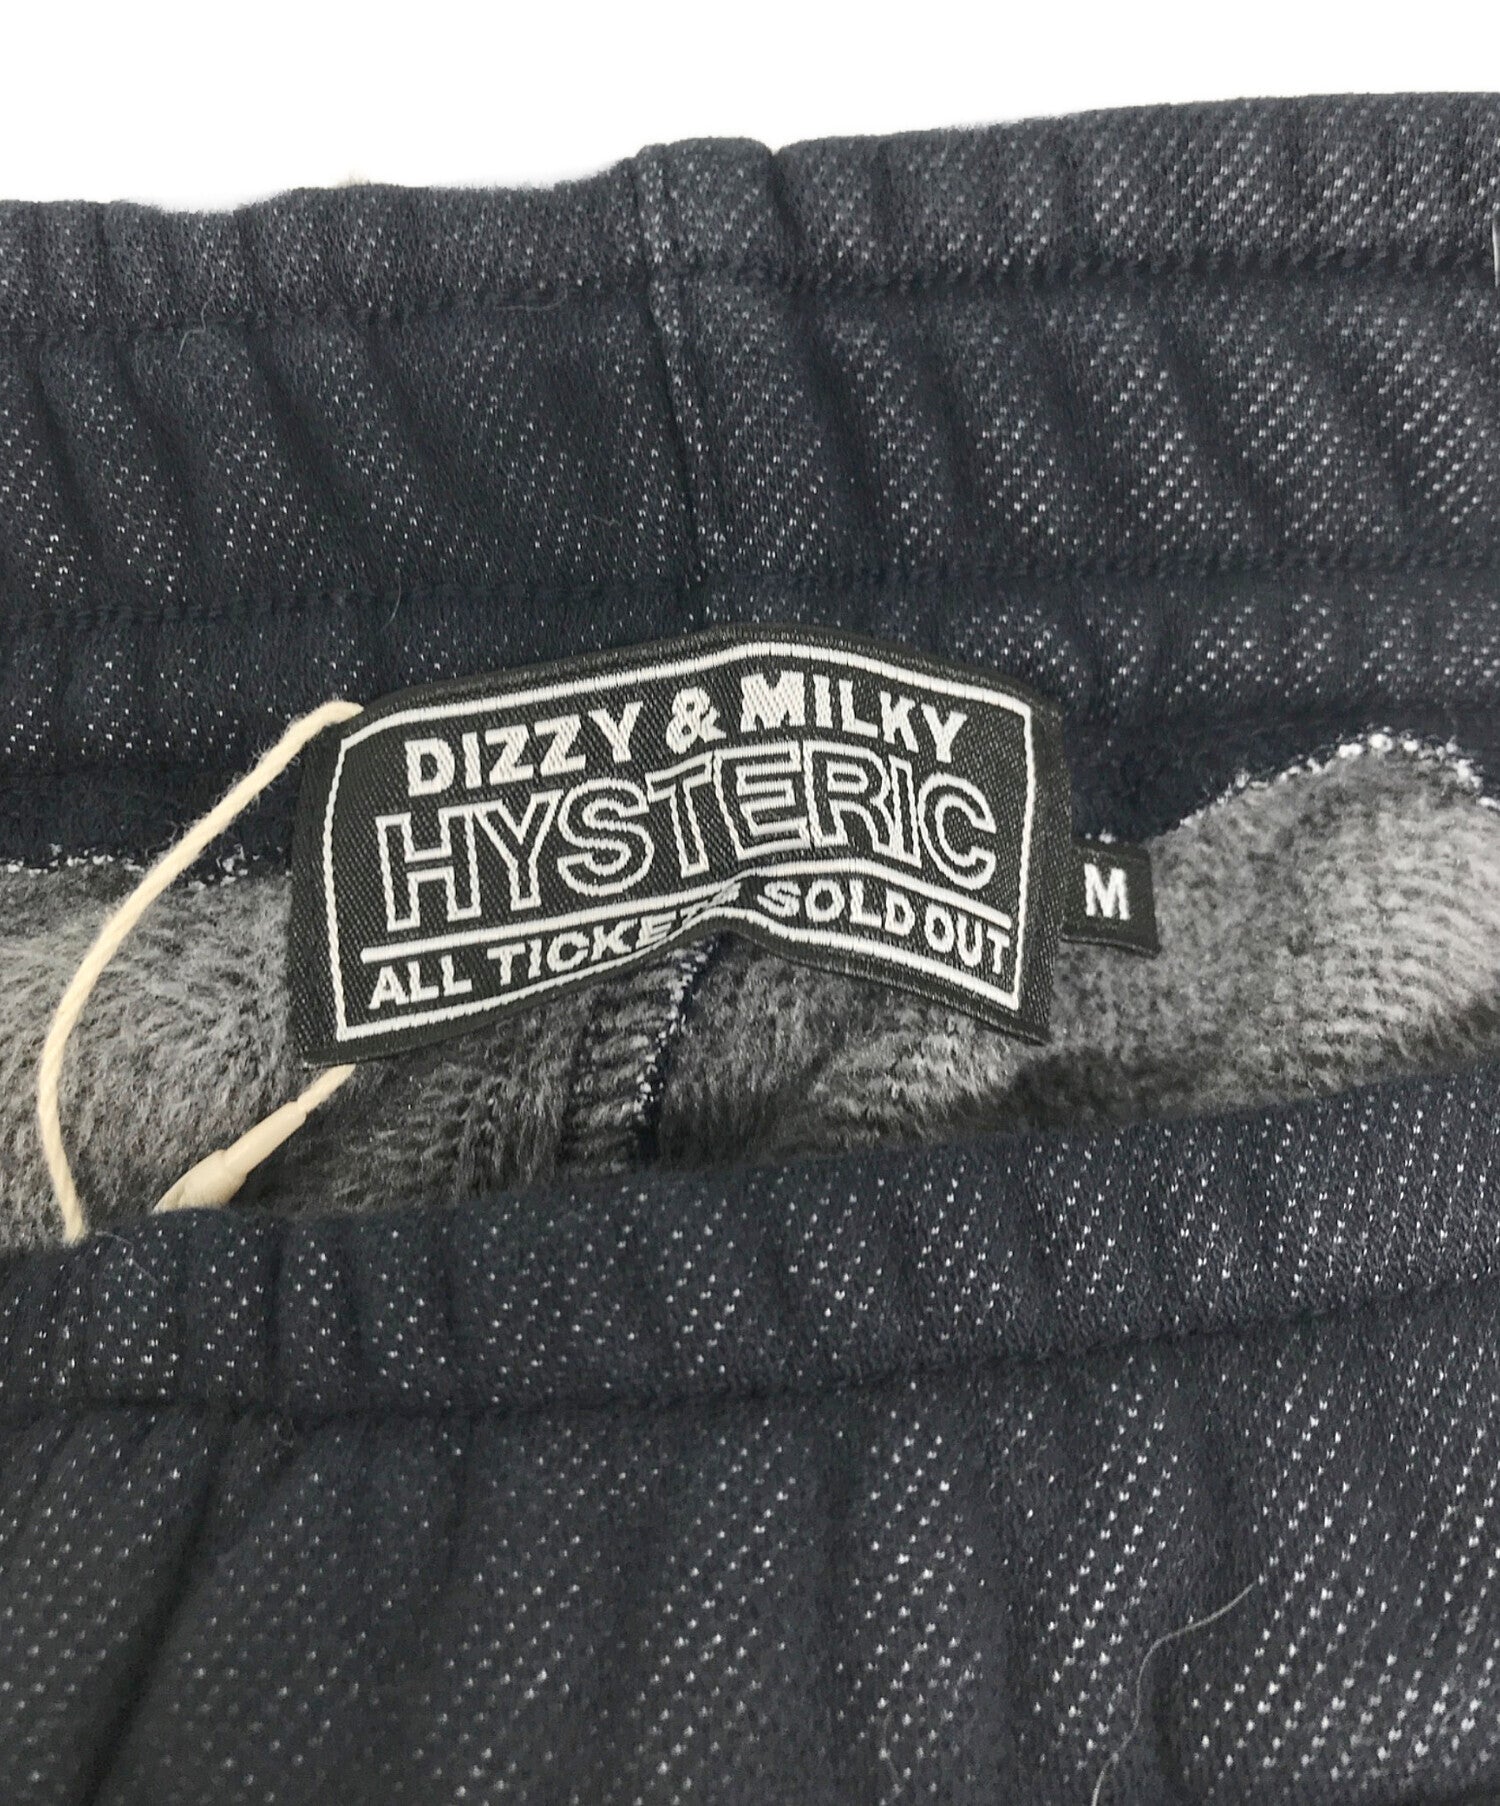 DIZZY & MILKY
HYSTERIC
ALL TICKETS SOLD OUT
M